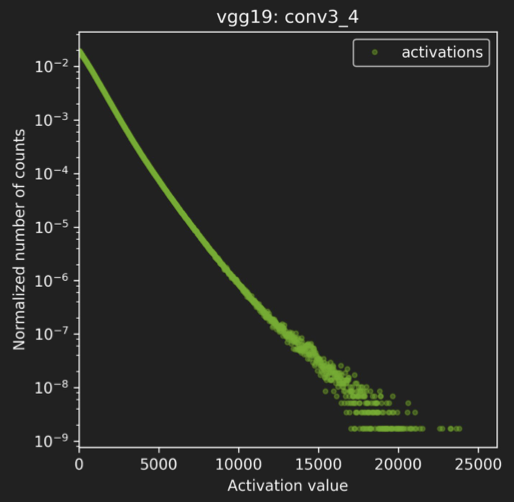 vgg19: conv3_4
activations
Normalized number of counts
10⁻²
10⁻³
10⁻⁴
10⁻⁵
10⁻⁶
10⁻⁷
10⁻⁸
10⁻⁹
0 5000 10000 15000 20000 25000
Activation value